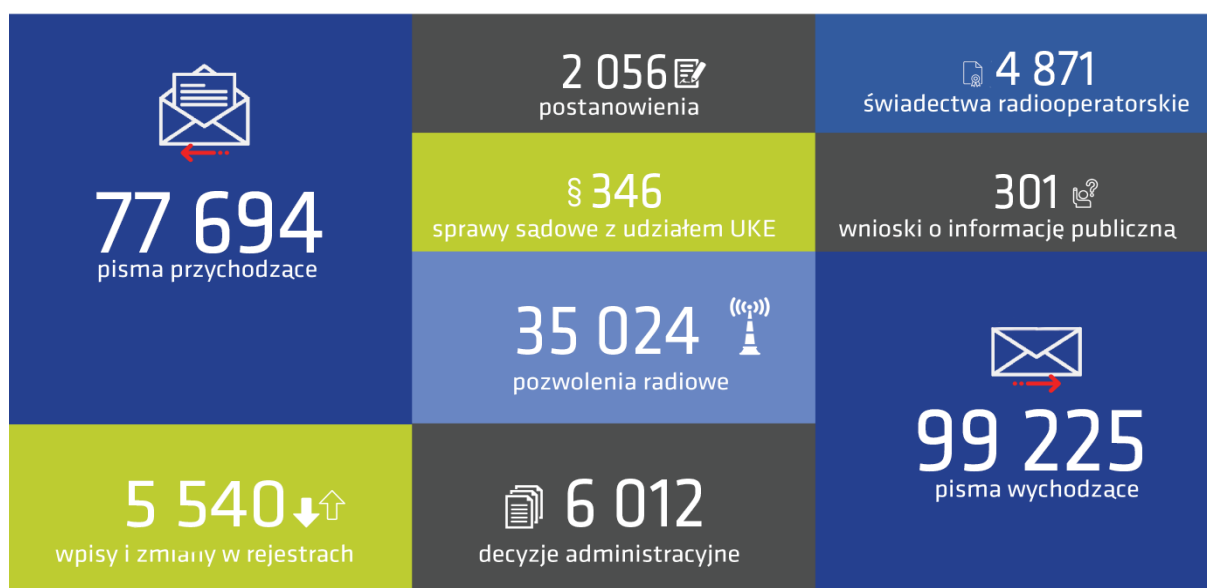 77 694
pisma przychodzące
5 540
wpisy i zmiany w rejestrach
2 056
postanowienia
§ 346
sprawy sądowe z udziałem UKE
35 024
pozwolenia radiowe
6 012
decyzje administracyjne
4 871
świadectwa radiooperatorskie
301
wnioski o informację publiczną
99 225
pisma wychodzące